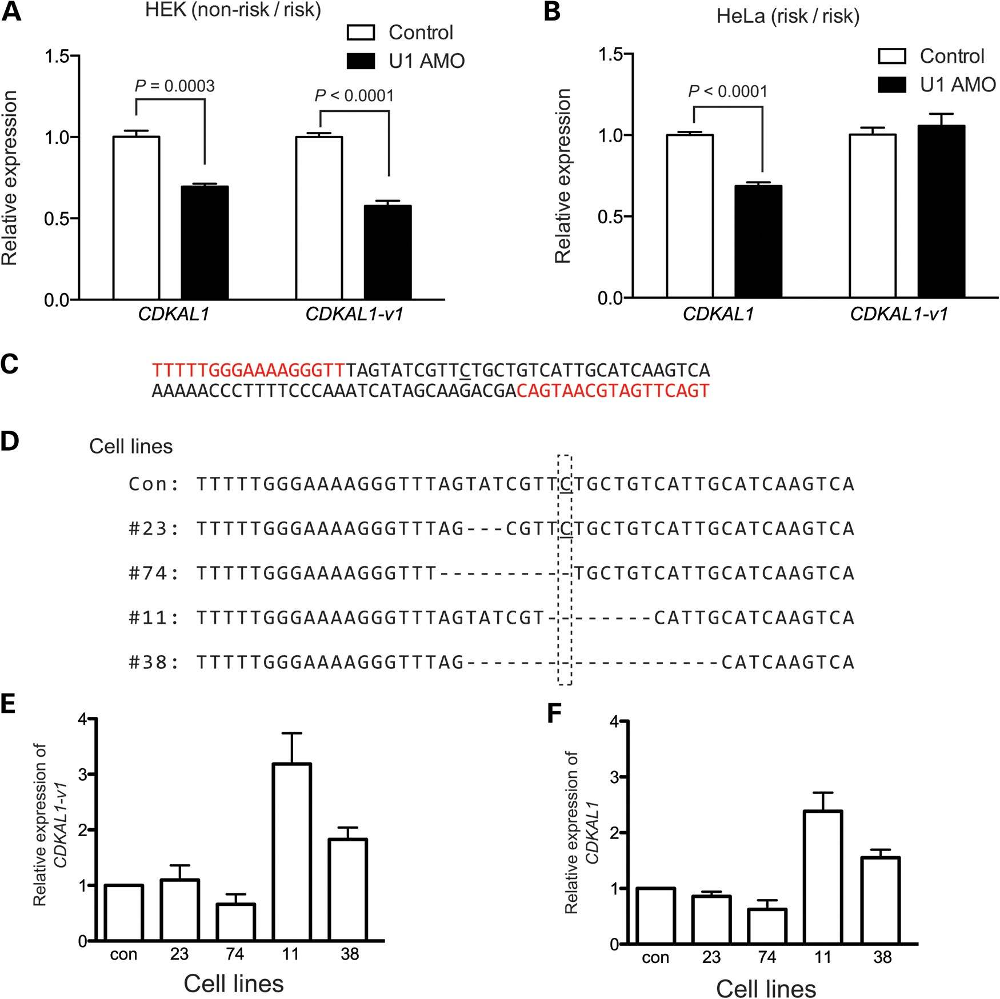 A
HEK (non-risk / risk)
Control
U1 AMO
P = 0.0003
P < 0.0001
Relative expression
1.5
1.0
0.5
0.0
CDKAL1
CDKAL1-v1
B
HeLa (risk / risk)
Control
U1 AMO
P < 0.0001
Relative expression
1.5
1.0
0.5
0.0
CDKAL1
CDKAL1-v1
C
TTTTTGGGAAAAGGGTTTAGTATCGTTCTGCTGTCATTGCATCAAGTCA
AAAAACCCTTTTCCCAAATCATAGCAAGACGACAGTAACGTAGTTCAGT
D
Cell lines
Con: TTTTTGGGAAAAGGGTTTAGTATCGTTCTGCTGTCATTGCATCAAGTCA
#23: TTTTTGGGAAAAGGGTTTAG---CGTTCTGCTGTCATTGCATCAAGTCA
#74: TTTTTGGGAAAAGGGTTT----------TGCTGTCATTGCATCAAGTCA
#11: TTTTTGGGAAAAGGGTTTAGTATCGT--------CATTGCATCAAGTCA
#38: TTTTTGGGAAAAGGGTTTAG-------------------CATCAAGTCA
E
Relative expression of
CDKAL1-v1
4
3
2
1
0
con 23 74 11 38
Cell lines
F
Relative expression of
CDKAL1
4
3
2
1
0
con 23 74 11 38
Cell lines